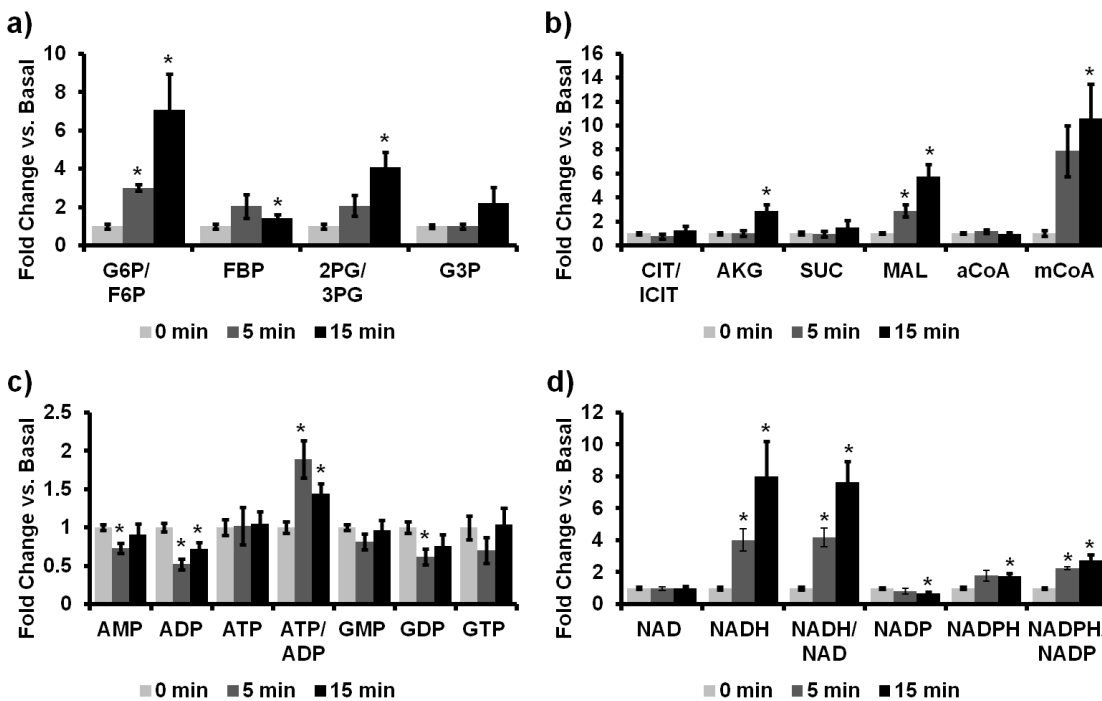 a)
Fold Change vs. Basal
10
8
6
4
2
0
* * * *
G6P/ F6P
FBP
2PG/ 3PG
G3P
0 min 5 min 15 min
b)
Fold Change vs. Basal
16
14
12
10
8
6
4
2
0
* * * *
CIT/ ICIT
AKG
SUC
MAL
aCoA
mCoA
0 min 5 min 15 min
c)
Fold Change vs. Basal
2.5
2
1.5
1
0.5
0
* * * * * *
AMP
ADP
ATP
ATP/ ADP
GMP
GDP
GTP
0 min 5 min 15 min
d)
Fold Change vs. Basal
12
10
8
6
4
2
0
* * * * * * * *
NAD
NADH
NADH/ NAD
NADP
NADPH
NADPH/ NADP
0 min 5 min 15 min